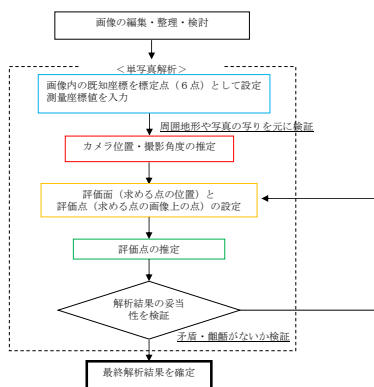 画像の編集・整理・検討
＜単写真解析＞
画像内の既知座標を標定点（６点）として設定
測量座標値を入力
周囲地形や写真の写りを元に検証
カメラ位置・撮影角度の推定
評価面（求める点の位置）と
評価点（求める点の画像上の点）の設定
評価点の推定
解析結果の妥当
性を検証
矛盾・齟齬がないか検証
最終解析結果を確定